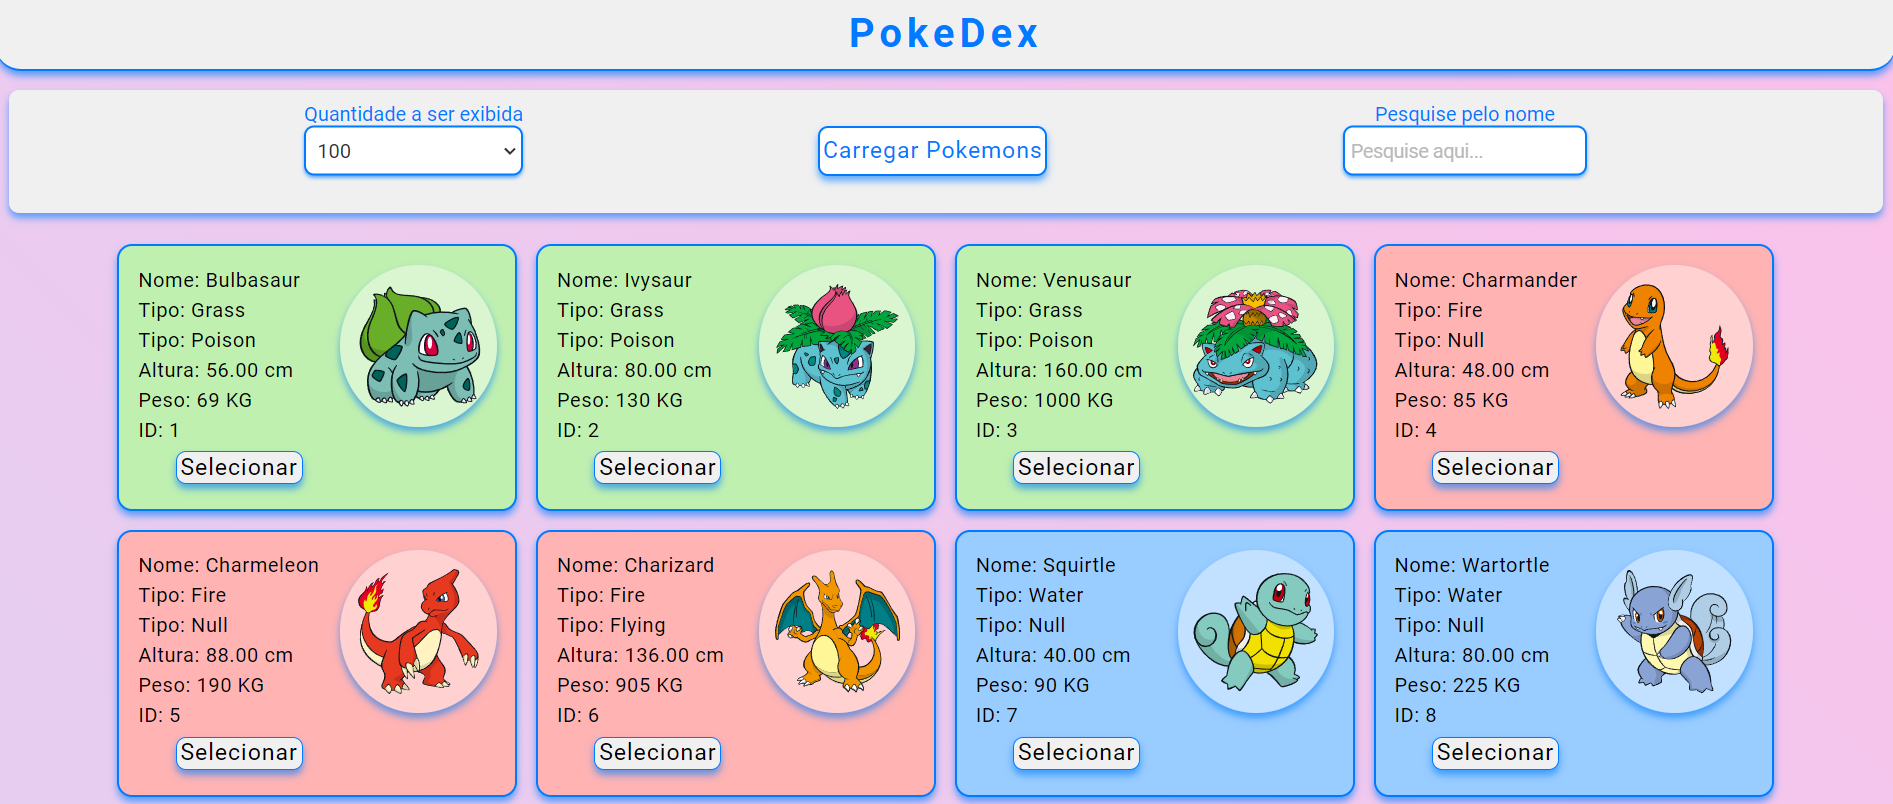 PokeDex
Quantidade a ser exibida
100
Carregar Pokemons
Pesquise pelo nome
Pesquise aqui...
Nome: Bulbasaur
Tipo: Grass
Tipo: Poison
Altura: 56.00 cm
Peso: 69 KG
ID: 1
Selecionar
Nome: Ivysaur
Tipo: Grass
Tipo: Poison
Altura: 80.00 cm
Peso: 130 KG
ID: 2
Selecionar
Nome: Venusaur
Tipo: Grass
Tipo: Poison
Altura: 160.00 cm
Peso: 1000 KG
ID: 3
Selecionar
Nome: Charmander
Tipo: Fire
Tipo: Null
Altura: 48.00 cm
Peso: 85 KG
ID: 4
Selecionar
Nome: Charmeleon
Tipo: Fire
Tipo: Null
Altura: 88.00 cm
Peso: 190 KG
ID: 5
Selecionar
Nome: Charizard
Tipo: Fire
Tipo: Flying
Altura: 136.00 cm
Peso: 905 KG
ID: 6
Selecionar
Nome: Squirtle
Tipo: Water
Tipo: Null
Altura: 40.00 cm
Peso: 90 KG
ID: 7
Selecionar
Nome: Wartortle
Tipo: Water
Tipo: Null
Altura: 80.00 cm
Peso: 225 KG
ID: 8
Selecionar